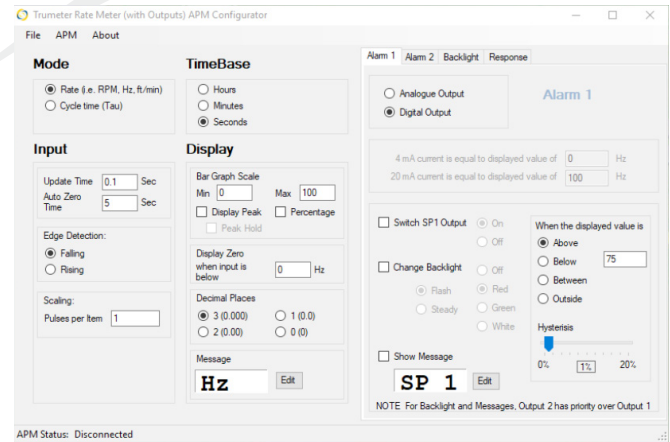 Trumeter Rate Meter (with Outputs) APM Configurator
File APM About
Mode
Rate (i.e. RPM, Hz, ft/min)
Cycle time (Tau)
TimeBase
Hours
Minutes
Seconds
Input
Update Time 0.1 Sec
Auto Zero Time 5 Sec
Edge Detection:
Falling
Rising
Scaling:
Pulses per Item 1
Display
Bar Graph Scale
Min 0 Max 100
Display Peak Percentage
Peak Hold
Display Zero
when input is
below 0 Hz
Decimal Places
3 (0.000) 1 (0.0)
2 (0.00) 0 (0)
Message
Hz Edit
Alarm 1 Alarm 2 Backlight Response
Analogue Output
Digital Output
Alarm 1
4 mA current is equal to displayed value of 0 Hz
20 mA current is equal to displayed value of 100 Hz
Switch SP1 Output On
Off
Change Backlight Off
Flash Red
Steady Green
White
Show Message
SP 1 Edit
When the displayed value is
Above
Below 75
Between
Outside
Hysterisis
0% 1% 20%
NOTE For Backlight and Messages, Output 2 has priority over Output 1
APM Status: Disconnected